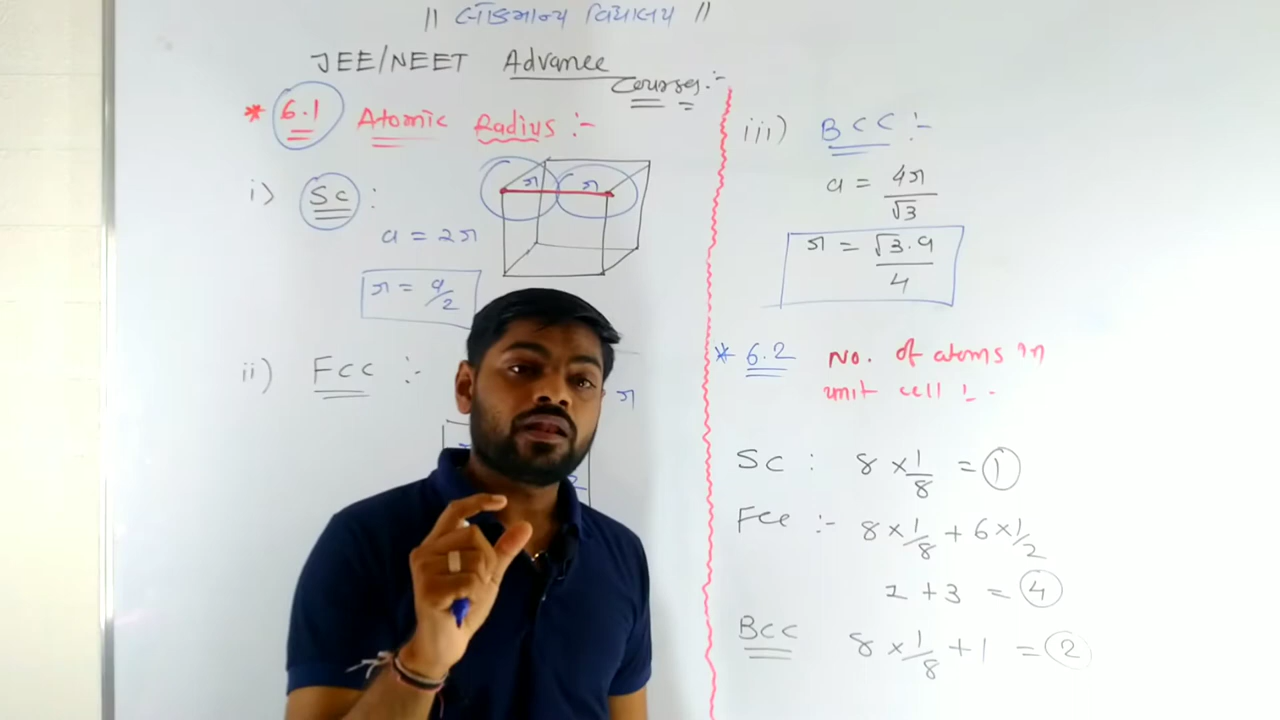 || લોકમાન્ય વિદ્યાલય ||
JEE/NEET Advance
Courses:-
* 6.1 Atomic Radius :-
i) SC :
r r
a = 2r
r = a/2
ii) FCC :-
r
iii) BCC :-
a = 4r/√3
r = √3.a/4
* 6.2 No. of atoms in
unit cell :-
SC : 8 × 1/8 = 1
FCC :- 8 × 1/8 + 6 × 1/2
1 + 3 = 4
BCC 8 × 1/8 + 1 = 2